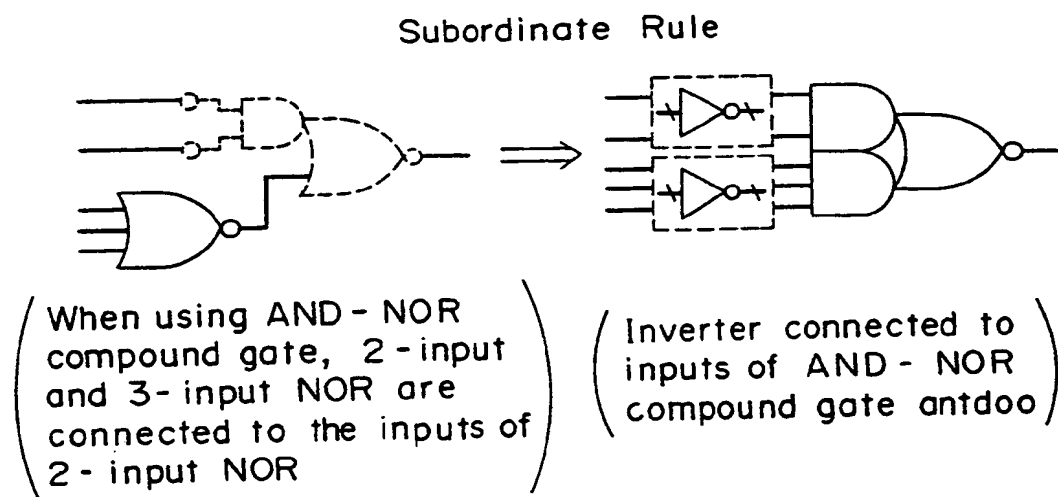 Subordinate Rule
When using AND - NOR
compound gate, 2 - input
and 3 - input NOR are
connected to the inputs of
2 - input NOR
Inverter connected to
inputs of AND - NOR
compound gate antdoo